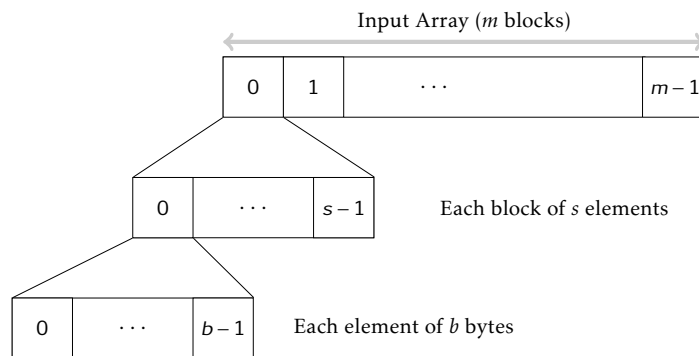 Input Array (m blocks)
0 1 ··· m – 1
0 ··· s – 1 Each block of s elements
0 ··· b – 1 Each element of b bytes